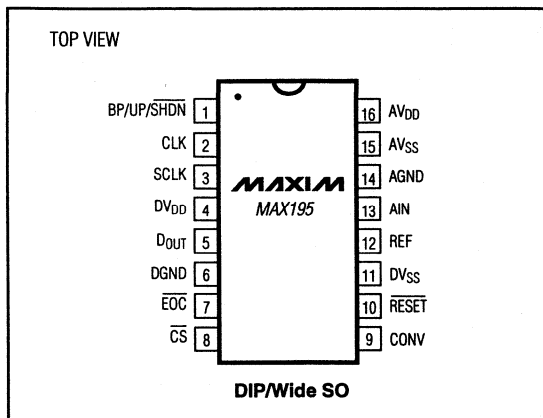 TOP VIEW
BP/UP/SHDN 1
CLK 2
SCLK 3
DVDD 4
DOUT 5
DGND 6
EOC 7
CS 8
MAXIM
MAX195
16 AVDD
15 AVSS
14 AGND
13 AIN
12 REF
11 DVSS
10 RESET
9 CONV
DIP/Wide SO